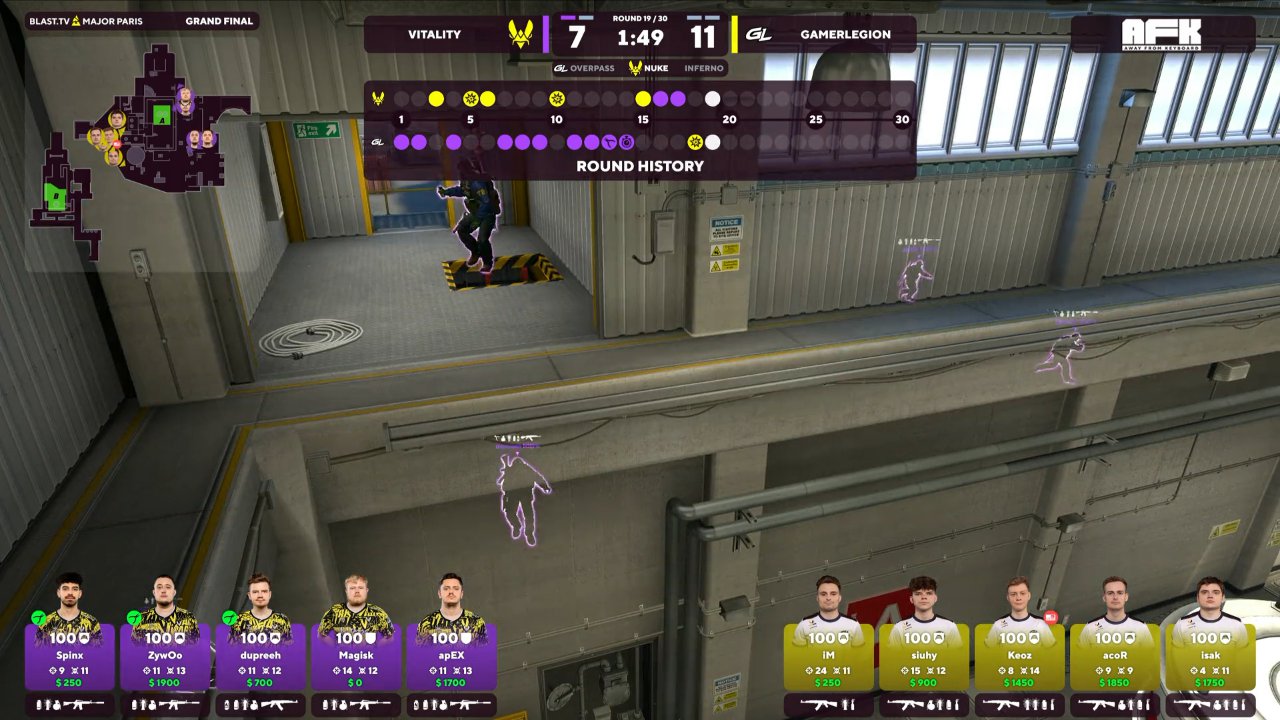 BLAST.TV MAJOR PARIS GRAND FINAL
VITALITY 7 ROUND 19 / 30 1:49 11 GL GAMERLEGION
AFK
AWAY FROM KEYBOARD
GL OVERPASS NUKE INFERNO
1 5 10 15 20 25 30
GL
ROUND HISTORY
NOTICE
100 100 100 100 100
Spinx ZywOo dupreeh Magisk apEX
9 11 11 13 11 12 14 12 11 13
$250 $1900 $700 $0 $1700
100 100 100 100 100
iM siuhy Keoz acoR isak
24 11 15 12 8 14 9 9 4 11
$250 $900 $1450 $1850 $1750